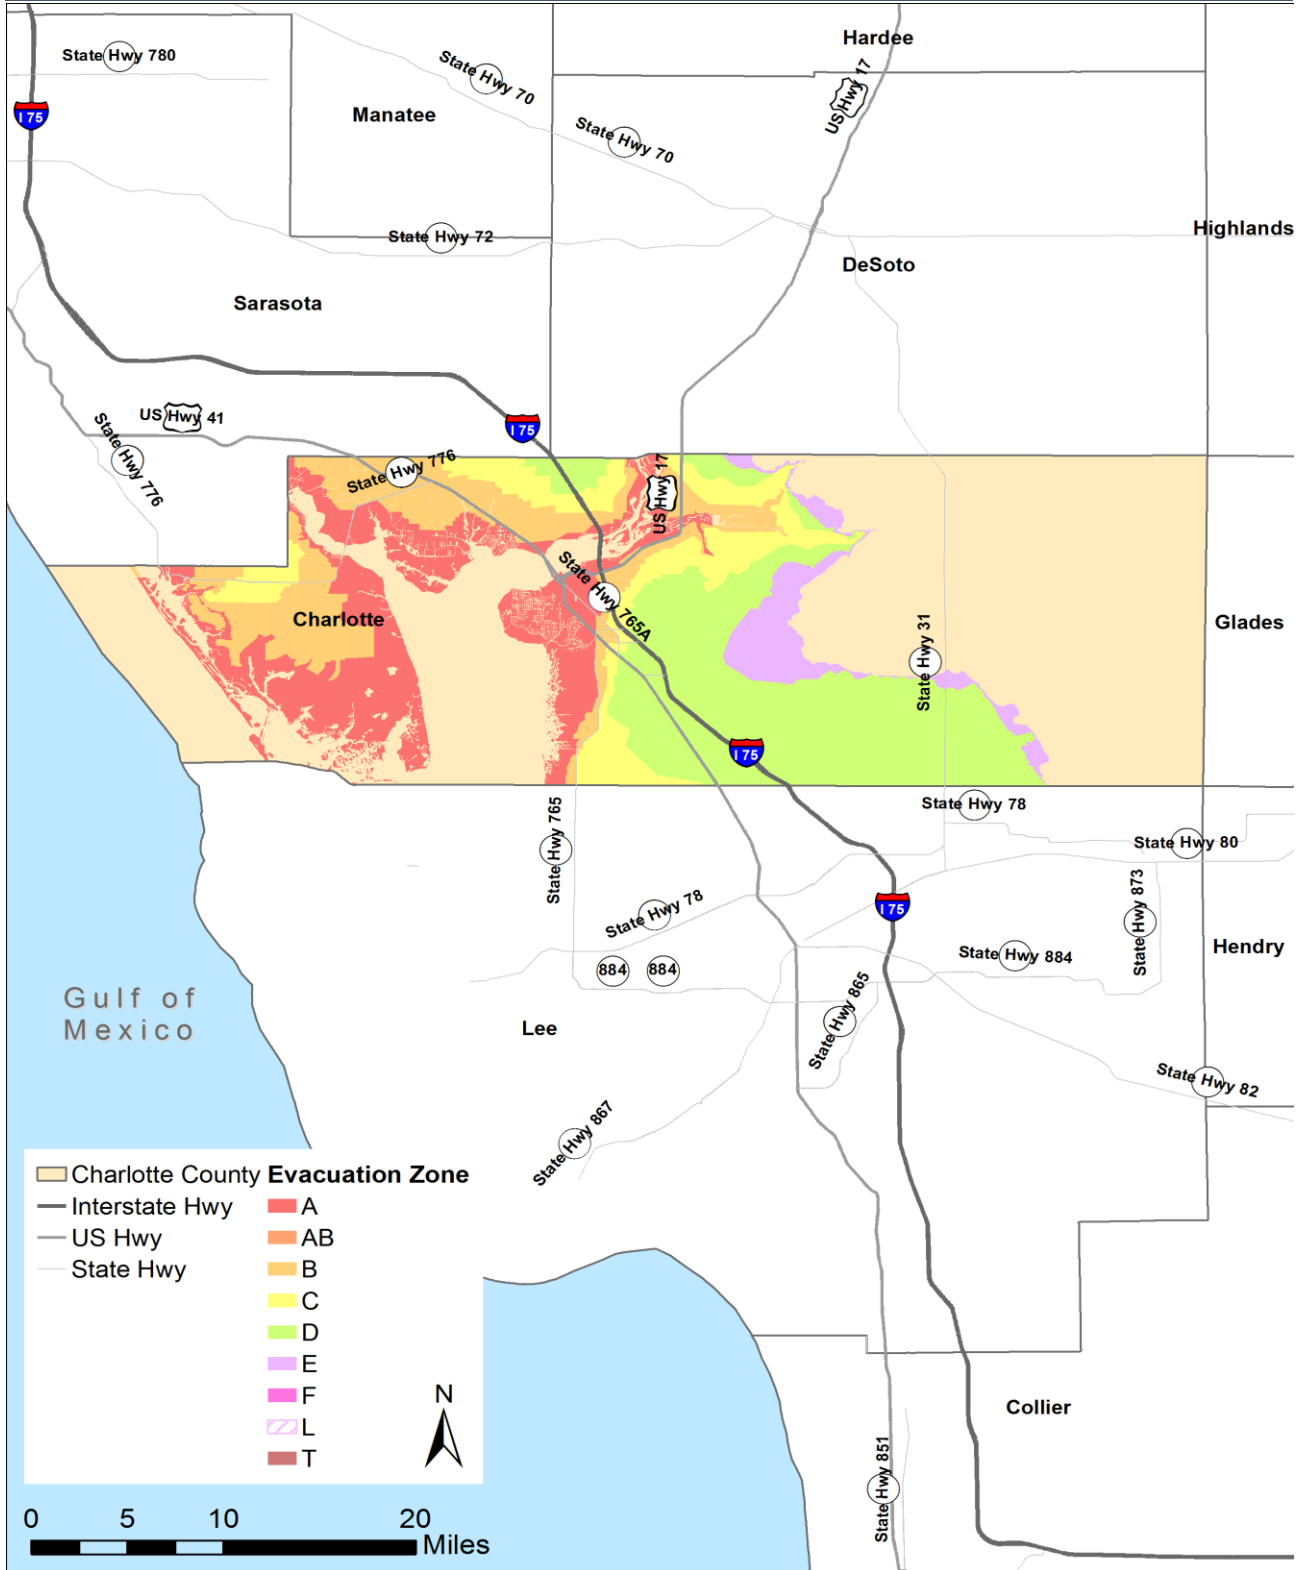 Hardee
State Hwy 780
State Hwy 70
US Hwy 17
I 75
Manatee
State Hwy 70
Highlands
State Hwy 72
DeSoto
Sarasota
US Hwy 41
I 75
State Hwy 776
State Hwy 776
US Hwy 17
State Hwy 765A
Charlotte
Glades
State Hwy 31
I 75
State Hwy 78
State Hwy 765
State Hwy 80
State Hwy 873
I 75
State Hwy 78
Hendry
State Hwy 884
884
884
State Hwy 865
Gulf of
Mexico
Lee
State Hwy 82
State Hwy 867
Charlotte County
Interstate Hwy
US Hwy
State Hwy
Evacuation Zone
A
AB
B
C
D
E
F
L
T
N
Collier
State Hwy 851
0 5 10 20
Miles